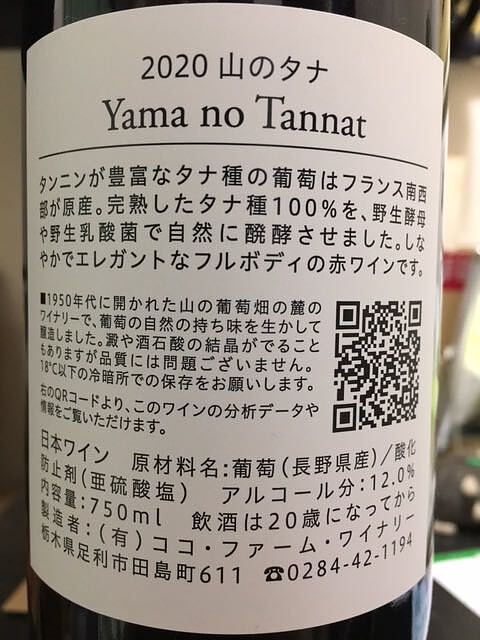 2020 山のタナ
Yama no Tannat
タンニンが豊富なタナ種の葡萄はフランス南西
部が原産。完熟したタナ種100%を、野生酵母
や野生乳酸菌で自然に醗酵させました。しな
やかでエレガントなフルボディの赤ワインです。
■1950年代に開かれた山の葡萄畑の麓の
ワイナリーで、葡萄の自然の持ち味を生かして
醸造しました。澱や酒石酸の結晶がでること
もありますが品質には問題ございません。
18℃以下の冷暗所での保存をお願いします。
右のQRコードより、このワインの分析データや
情報をご覧いただけます。
日本ワイン 原材料名:葡萄(長野県産)/酸化
防止剤(亜硫酸塩) アルコール分:12.0%
内容量:750ml 飲酒は20歳になってから
製造者:(有)ココ・ファーム・ワイナリー
栃木県足利市田島町611 ☎0284-42-1194